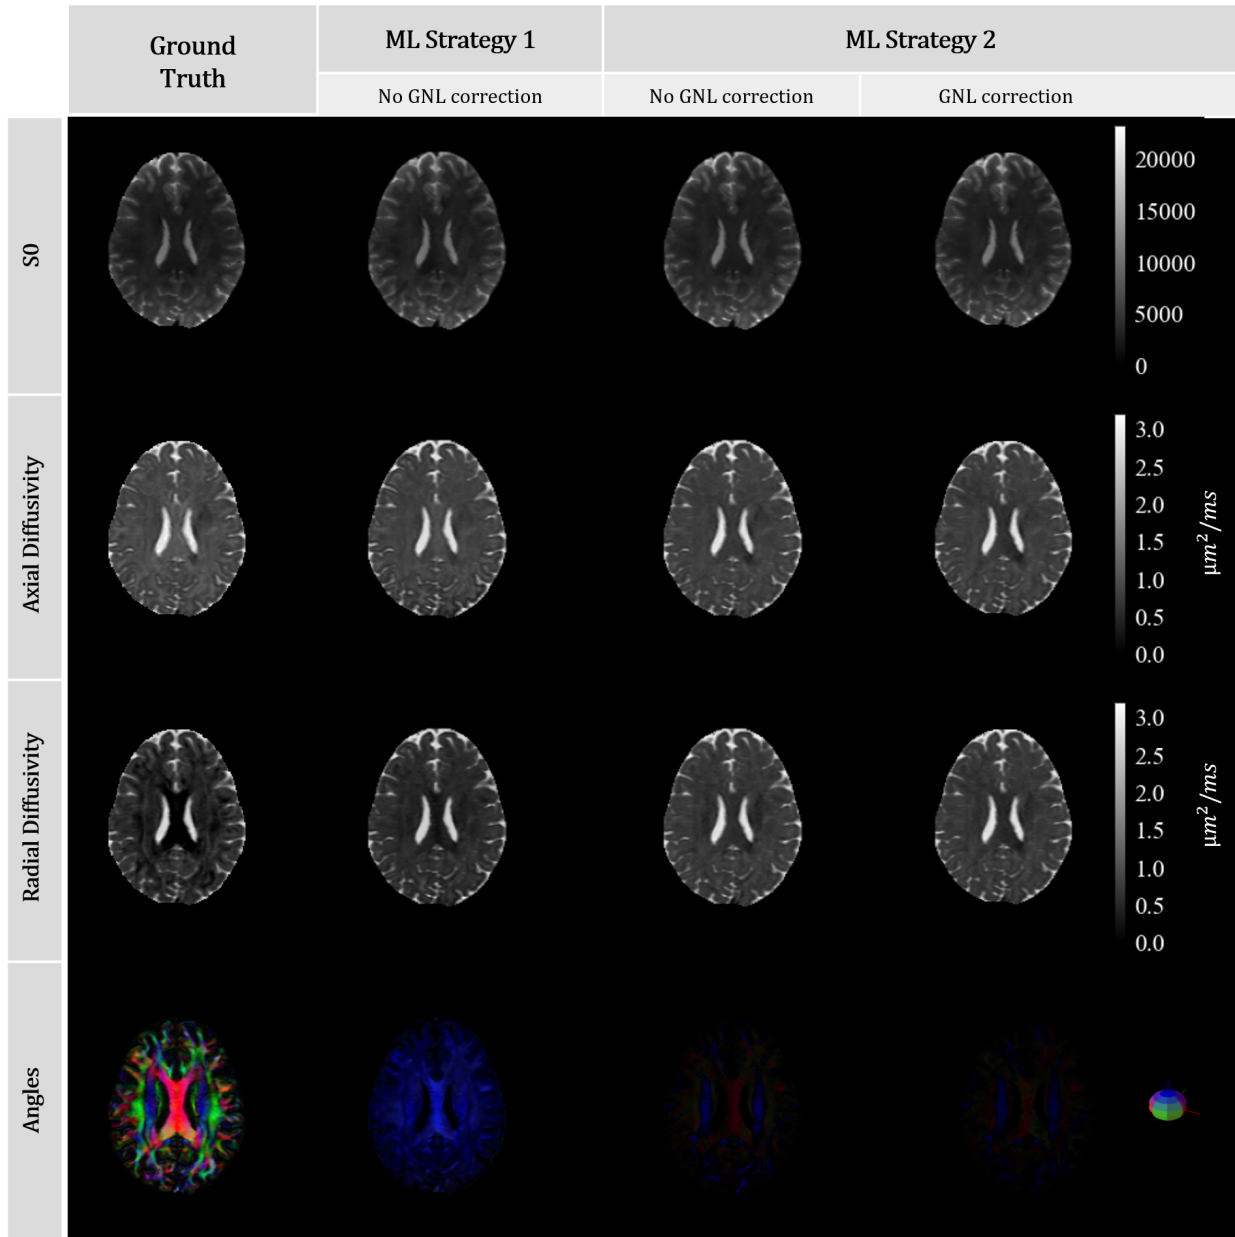 Ground
Truth
ML Strategy 1
ML Strategy 2
No GNL correction
No GNL correction
GNL correction
S0
20000
15000
10000
5000
0
Axial Diffusivity
3.0
2.5
2.0
1.5
1.0
0.5
0.0
μm²/ms
Radial Diffusivity
3.0
2.5
2.0
1.5
1.0
0.5
0.0
μm²/ms
Angles